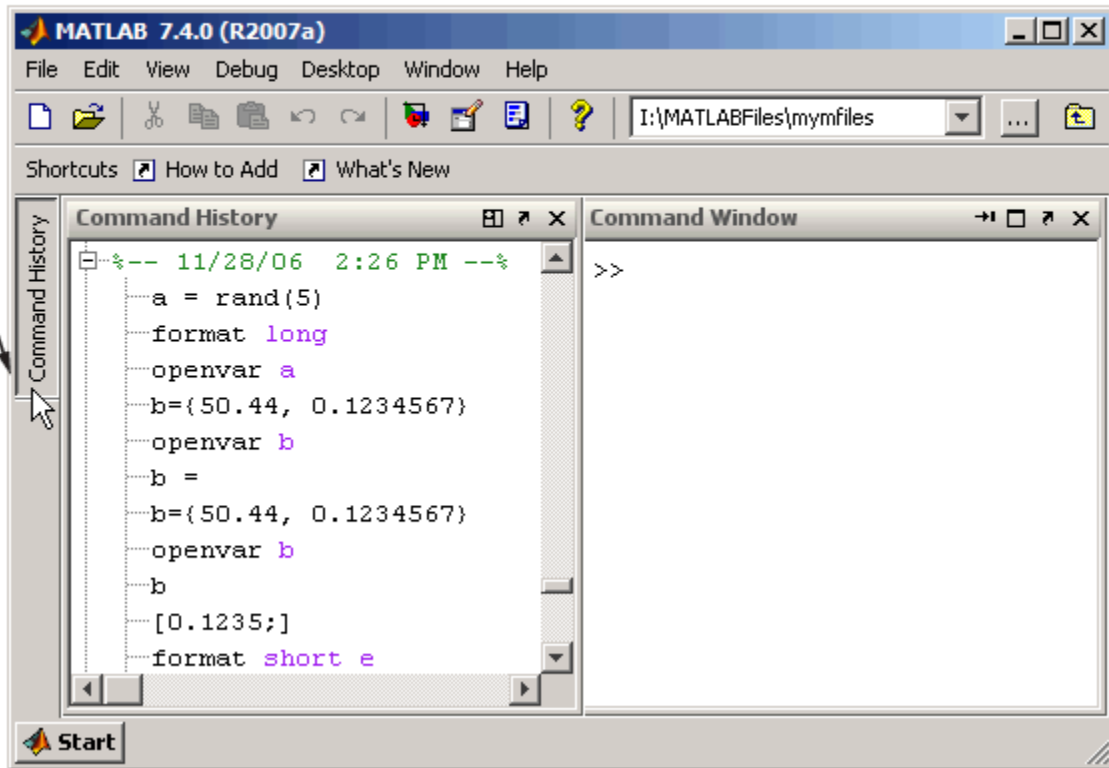 MATLAB 7.4.0 (R2007a)
File Edit View Debug Desktop Window Help
I:\MATLABFiles\mymfiles ...
Shortcuts How to Add What's New
Command History
Command History
%-- 11/28/06  2:26 PM --%
a = rand(5)
format long
openvar a
b={50.44, 0.1234567}
openvar b
b =
b={50.44, 0.1234567}
openvar b
b
[0.1235;]
format short e
Command Window
>>
Start